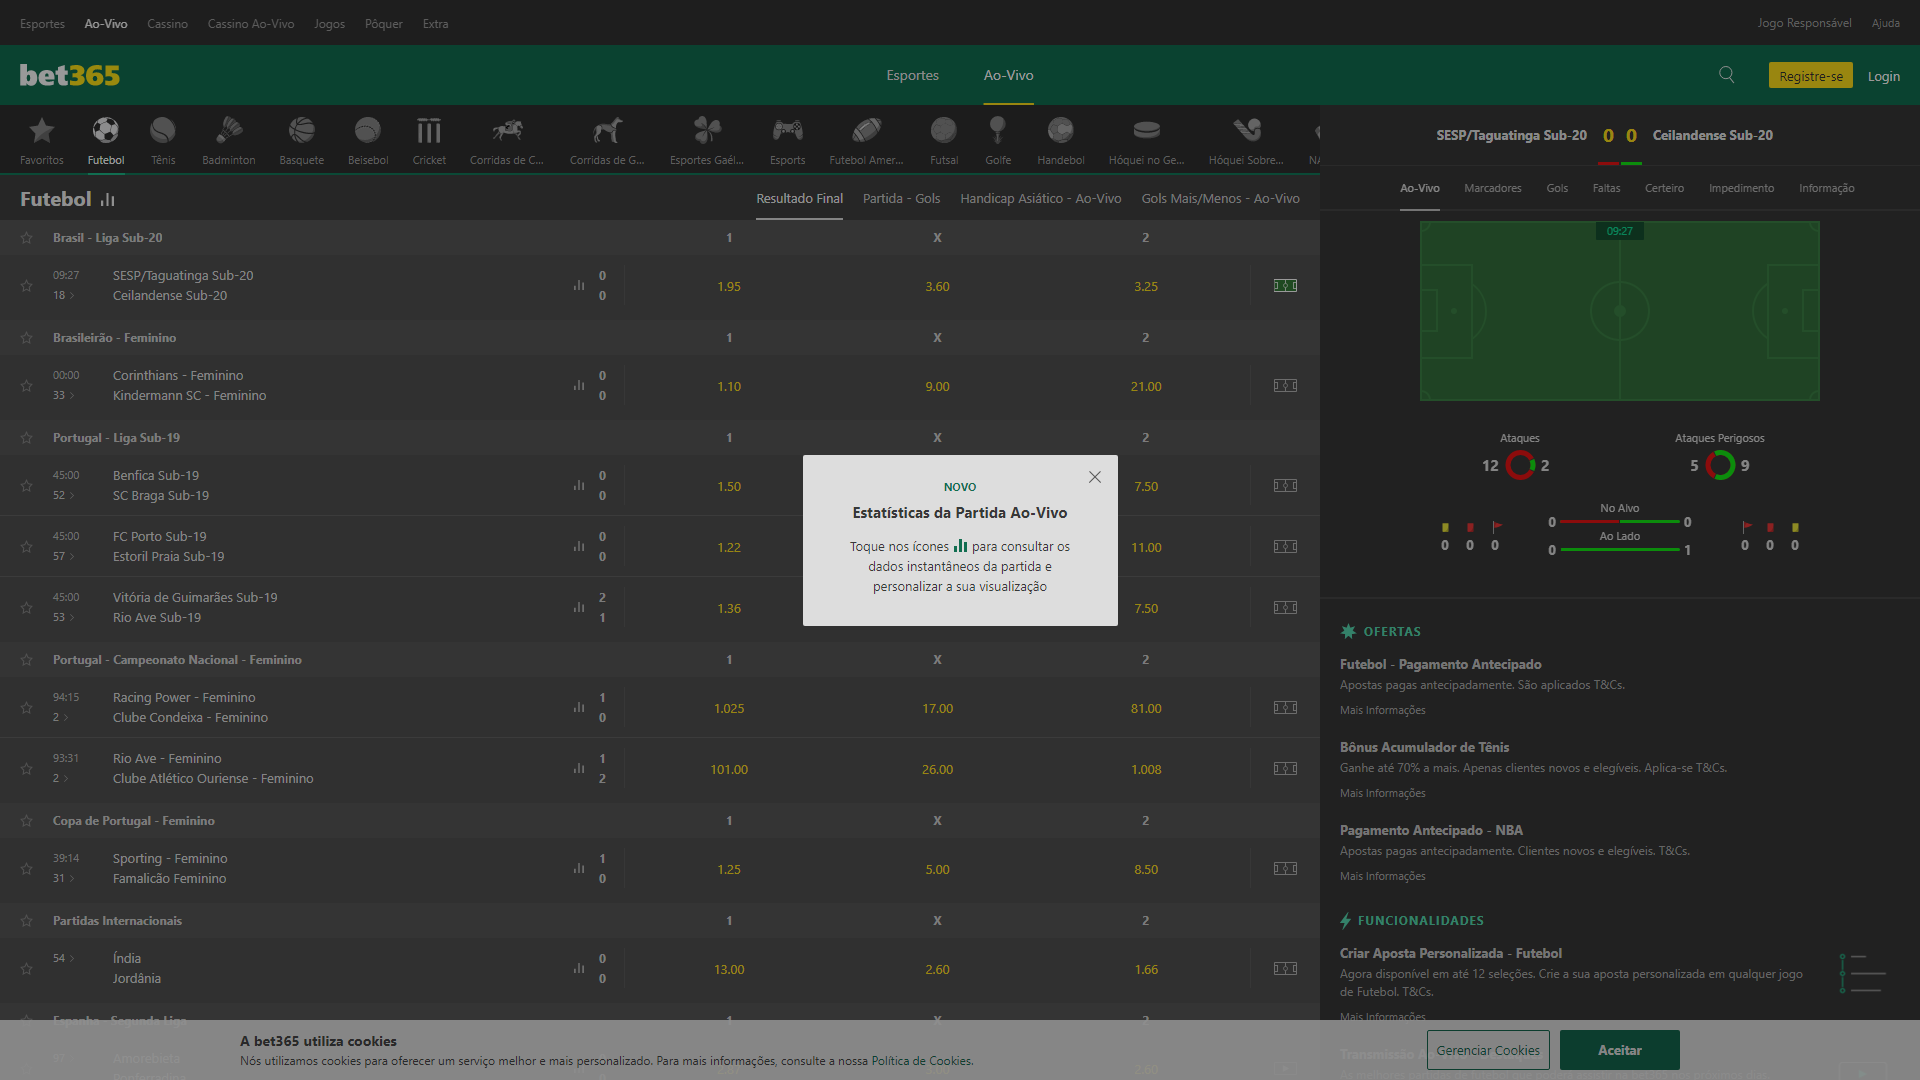 Esportes Ao-Vivo Cassino Cassino Ao-Vivo Jogos Pôquer Extra Jogo Responsável Ajuda
bet365 Esportes Ao-Vivo Registre-se Login
Favoritos Futebol Tênis Badminton Basquete Beisebol Cricket Corridas de C... Corridas de G... Esportes Gaél... Esports Futebol Amer... Futsal Golfe Handebol Hóquei no Ge... Hóquei Sobre... NA
Futebol Resultado Final Partida - Gols Handicap Asiático - Ao-Vivo Gols Mais/Menos - Ao-Vivo
Brasil - Liga Sub-20 1 X 2
09:27 SESP/Taguatinga Sub-20 0
18 Ceilandense Sub-20 0
1.95 3.60 3.25
Brasileirão - Feminino 1 X 2
00:00 Corinthians - Feminino 0
33 Kindermann SC - Feminino 0
1.10 9.00 21.00
Portugal - Liga Sub-19 1 X 2
45:00 Benfica Sub-19 0
52 SC Braga Sub-19 0
1.50 7.50
45:00 FC Porto Sub-19 0
57 Estoril Praia Sub-19 0
1.22 11.00
45:00 Vitória de Guimarães Sub-19 2
53 Rio Ave Sub-19 1
1.36 7.50
Portugal - Campeonato Nacional - Feminino 1 X 2
94:15 Racing Power - Feminino 1
2 Clube Condeixa - Feminino 0
1.025 17.00 81.00
93:31 Rio Ave - Feminino 1
2 Clube Atlético Ouriense - Feminino 2
101.00 26.00 1.008
Copa de Portugal - Feminino 1 X 2
39:14 Sporting - Feminino 1
31 Famalicão Feminino 0
1.25 5.00 8.50
Partidas Internacionais 1 X 2
54 Índia 0
Jordânia 0
13.00 2.60 1.66
Espanha - Segunda Liga 1 X 2
NOVO
Estatísticas da Partida Ao-Vivo
Toque nos ícones para consultar os
dados instantâneos da partida e
personalizar a sua visualização
SESP/Taguatinga Sub-20 0 0 Ceilandense Sub-20
Ao-Vivo Marcadores Gols Faltas Certeiro Impedimento Informação
09:27
Ataques Ataques Perigosos
12 2 5 9
No Alvo
0 0
Ao Lado
0 1
0 0 0 0 0 0
OFERTAS
Futebol - Pagamento Antecipado
Apostas pagas antecipadamente. São aplicados T&Cs.
Mais Informações
Bônus Acumulador de Tênis
Ganhe até 70% a mais. Apenas clientes novos e elegíveis. Aplica-se T&Cs.
Mais Informações
Pagamento Antecipado - NBA
Apostas pagas antecipadamente. Clientes novos e elegíveis. T&Cs.
Mais Informações
FUNCIONALIDADES
Criar Aposta Personalizada - Futebol
Agora disponível em até 12 seleções. Crie a sua aposta personalizada em qualquer jogo
de Futebol. T&Cs.
Mais Informações
A bet365 utiliza cookies
Nós utilizamos cookies para oferecer um serviço melhor e mais personalizado. Para mais informações, consulte a nossa Política de Cookies.
Gerenciar Cookies Aceitar